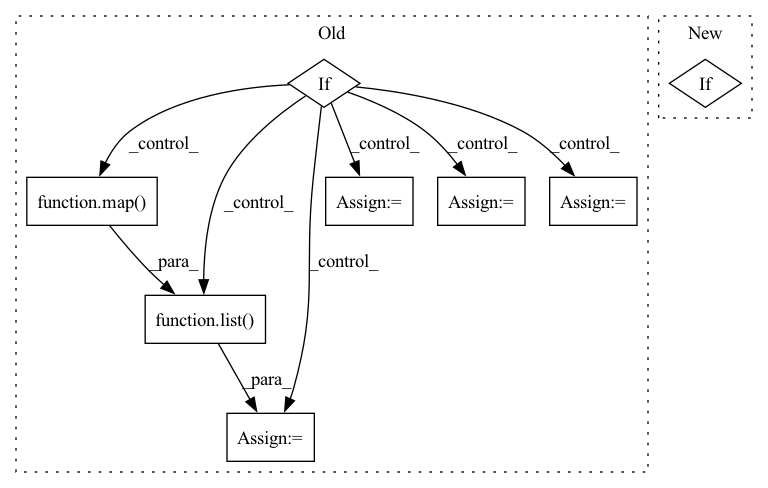 Old
New
If
If
_control_
_control_
_control_
_control_
function.map()
Assign:=
Assign:=
Assign:=
_control_
_para_
_control_
function.list()
_para_
Assign:=